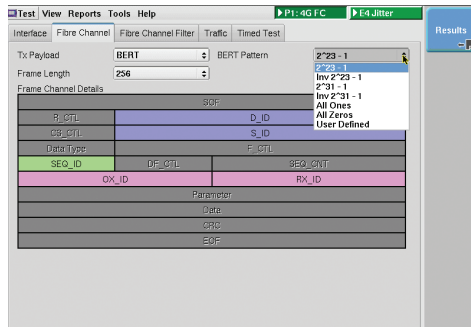 Test View Reports Tools Help P1: 4G FC E4 Jitter
Results
Interface Fibre Channel Fibre Channel Filter Traffic Timed Test
Tx Payload BERT BERT Pattern 2^23 - 1
Frame Length 256
2^23 - 1
Inv 2^23 - 1
2^31 - 1
Inv 2^31 - 1
All Ones
All Zeros
User Defined
Frame Channel Details
SOF
R_CTL D_ID
CS_CTL S_ID
Data Type F_CTL
SEQ_ID DF_CTL SEQ_CNT
OX_ID RX_ID
Parameter
Data
CRC
EOF